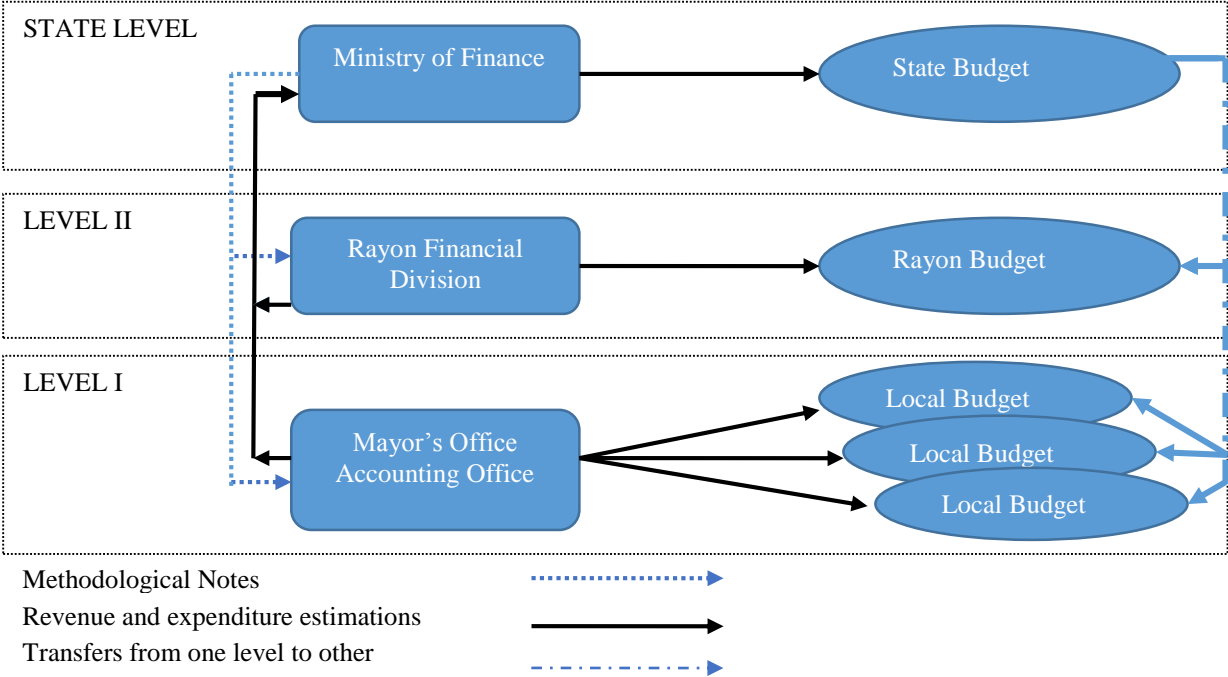 STATE LEVEL
Ministry of Finance
State Budget
LEVEL II
Rayon Financial
Division
Rayon Budget
LEVEL I
Mayor’s Office
Accounting Office
Local Budget
Local Budget
Local Budget
Methodological Notes
Revenue and expenditure estimations
Transfers from one level to other